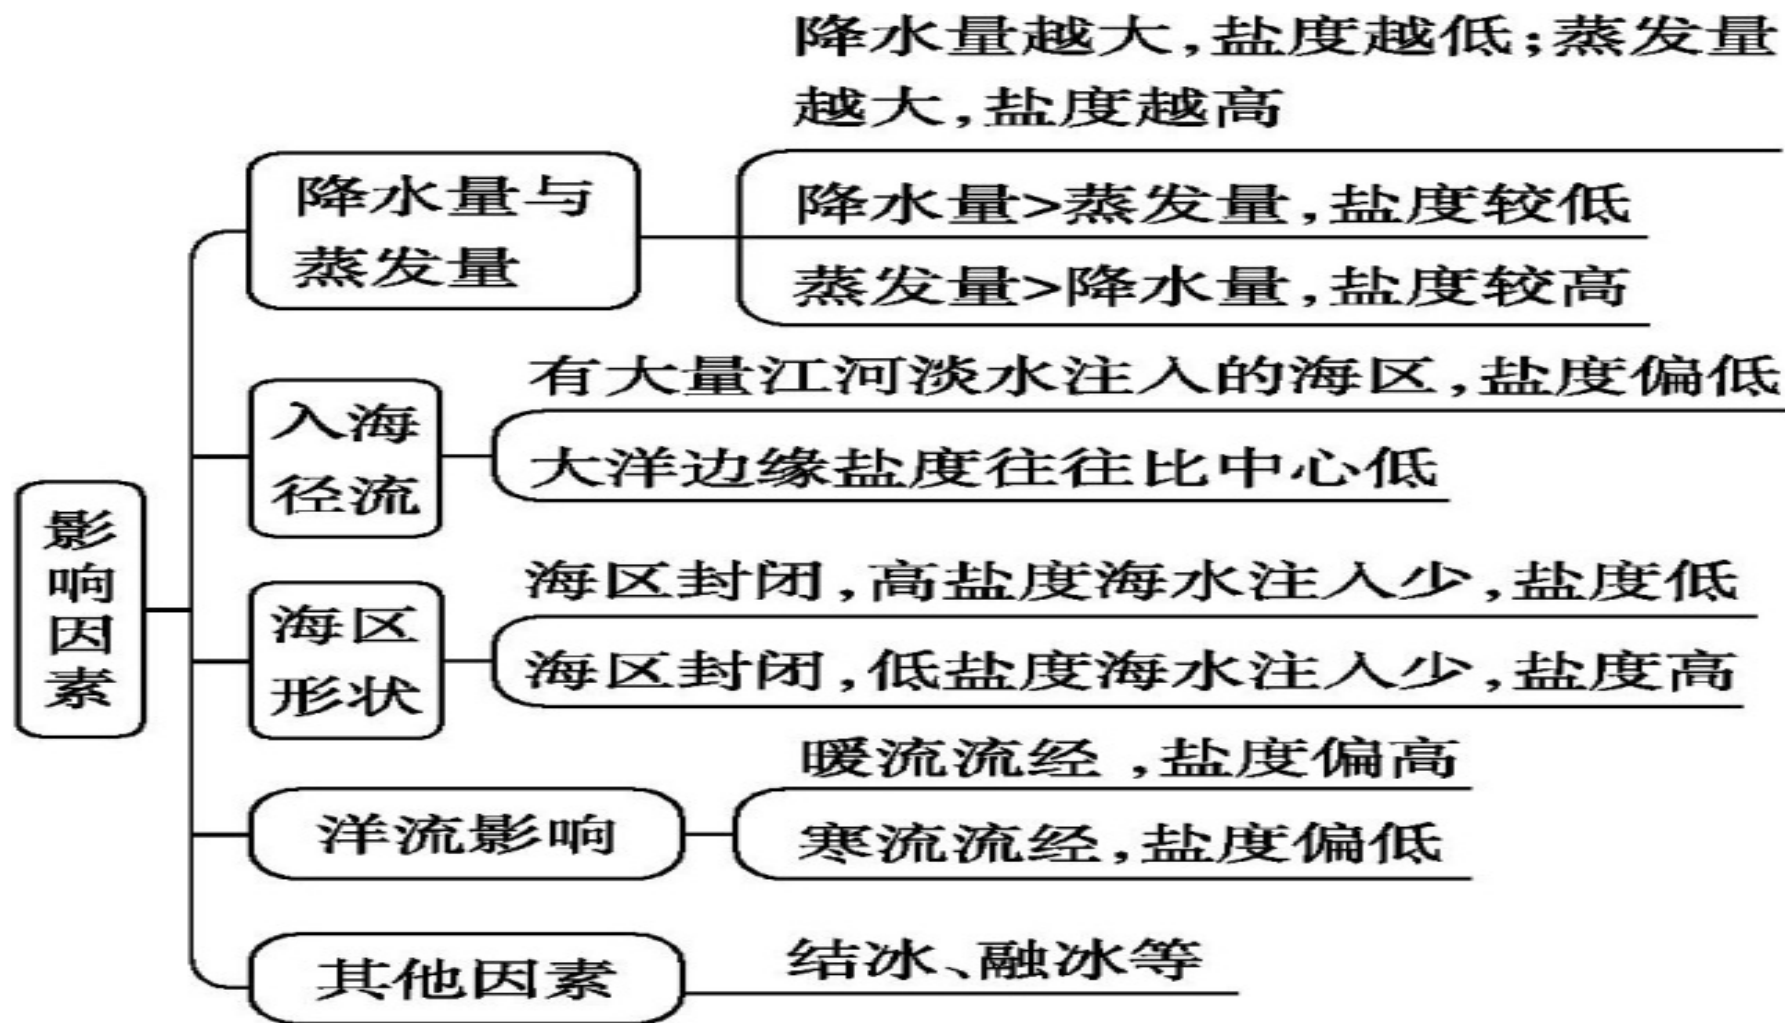 影响因素
降水量与
蒸发量
降水量越大,盐度越低;蒸发量
越大,盐度越高
降水量>蒸发量,盐度较低
蒸发量>降水量,盐度较高
入海
径流
有大量江河淡水注入的海区,盐度偏低
大洋边缘盐度往往比中心低
海区
形状
海区封闭,高盐度海水注入少,盐度低
海区封闭,低盐度海水注入少,盐度高
洋流影响
暖流流经,盐度偏高
寒流流经,盐度偏低
其他因素
结冰、融冰等